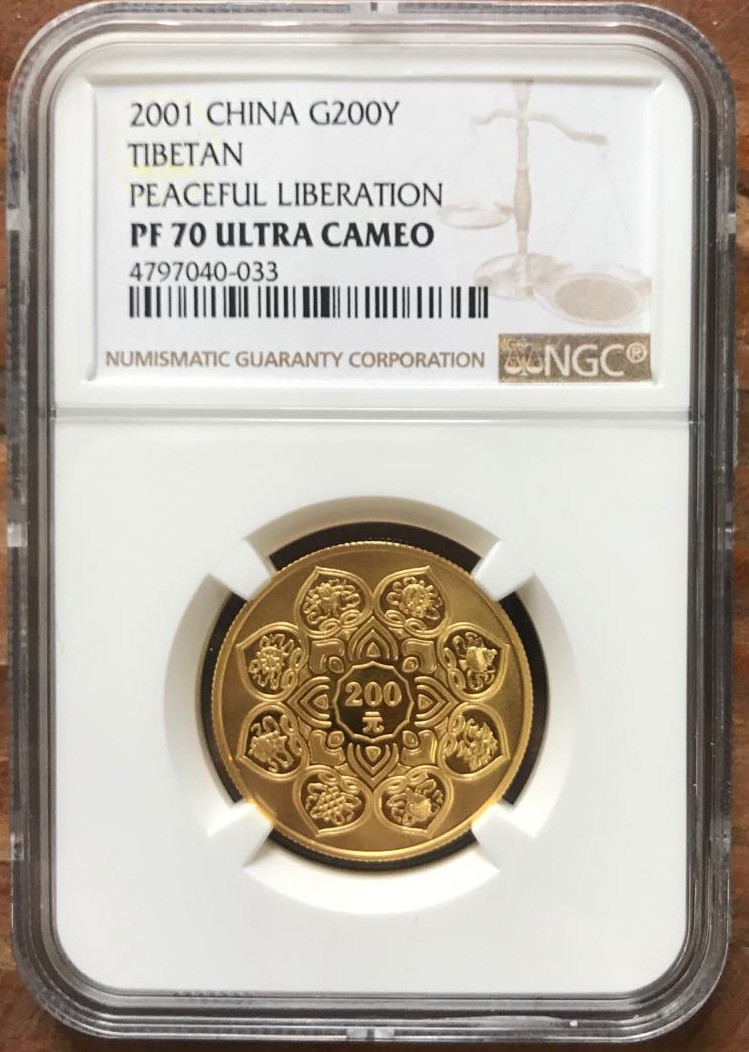 2001 CHINA G200Y
TIBETAN
PEACEFUL LIBERATION
PF 70 ULTRA CAMEO
4797040-033
NUMISMATIC GUARANTY CORPORATION
NGC®
200
元